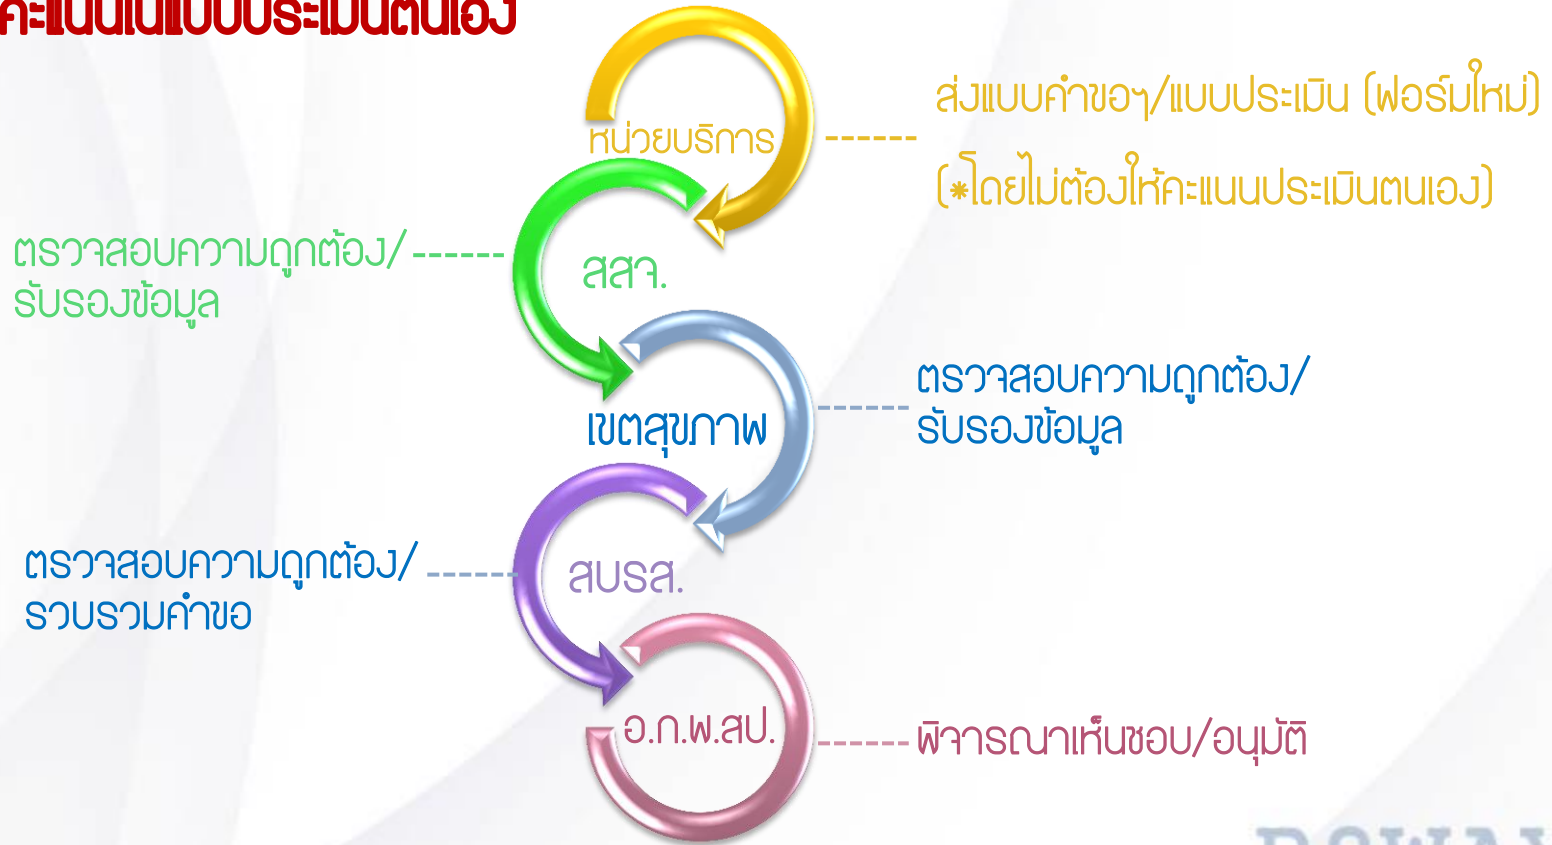 คะแนนในแบบประเมินตนเอง
หน่วยบริการ
ส่งแบบคำขอฯ/แบบประเมิน (ฟอร์มใหม่)
(*โดยไม่ต้องให้คะแนนประเมินตนเอง)
สสจ.
ตรวจสอบความถูกต้อง/
รับรองข้อมูล
เขตสุขภาพ
ตรวจสอบความถูกต้อง/
รับรองข้อมูล
สบรส.
ตรวจสอบความถูกต้อง/
รวบรวมคำขอ
อ.ก.พ.สป.
พิจารณาเห็นชอบ/อนุมัติ